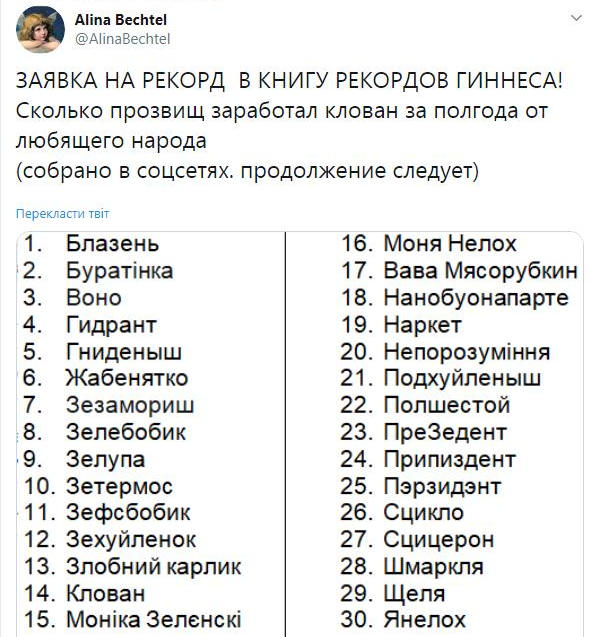 Alina Bechtel
@AlinaBechtel
ЗАЯВКА НА РЕКОРД В КНИГУ РЕКОРДОВ ГИННЕСА!
Сколько прозвищ заработал клован за полгода от
любящего народа
(собрано в соцсетях. продолжение следует)
Перекласти твіт
1. Блазень
2. Буратінка
3. Воно
4. Гидрант
5. Гниденыш
6. Жабенятко
7. Зезамориш
8. Зелебобик
9. Зелупа
10. Зетермос
11. Зефсбобик
12. Зехуйленок
13. Злобний карлик
14. Клован
15. Моніка Зелєнскі
16. Моня Нелох
17. Вава Мясорубкин
18. Нанобуонапарте
19. Наркет
20. Непорозуміння
21. Подхуйленыш
22. Полшестой
23. ПреЗедент
24. Припиздент
25. Пэрзидэнт
26. Сцикло
27. Сцицерон
28. Шмаркля
29. Щеля
30. Янелох